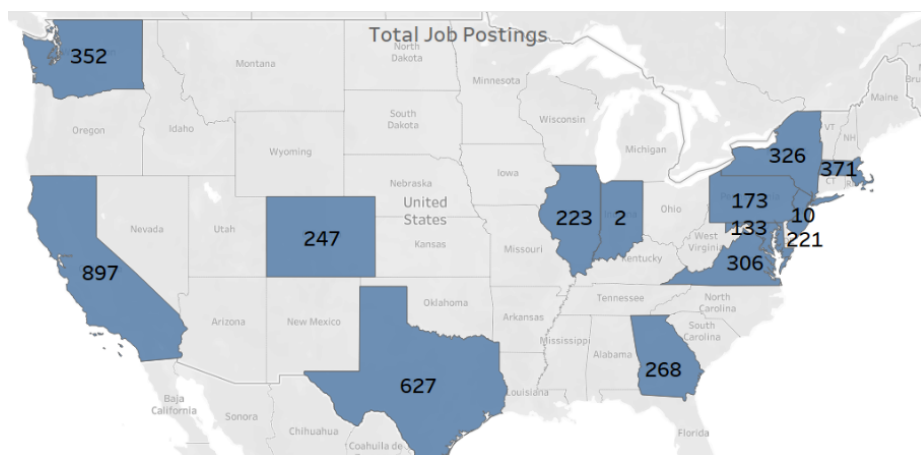 Total Job Postings
352
North
Dakota
Montana
Minnesota
Maine
VT
NH
Oregon
Idaho
South
Dakota
Wisconsin
Michigan
326
371
Wyoming
Iowa
CT
Nebraska
United
States
173
Ohio
10
Nevada
Utah
247
223
2
133
221
West
Virginia
Kansas
Missouri
Kentucky
306
897
Tennessee
North
Carolina
Arizona
New Mexico
Oklahoma
Arkansas
South
Carolina
Mississippi
Alabama
268
627
Louisiana
Baja
California
Sonora
Chihuahua
Coahuila de
Florida